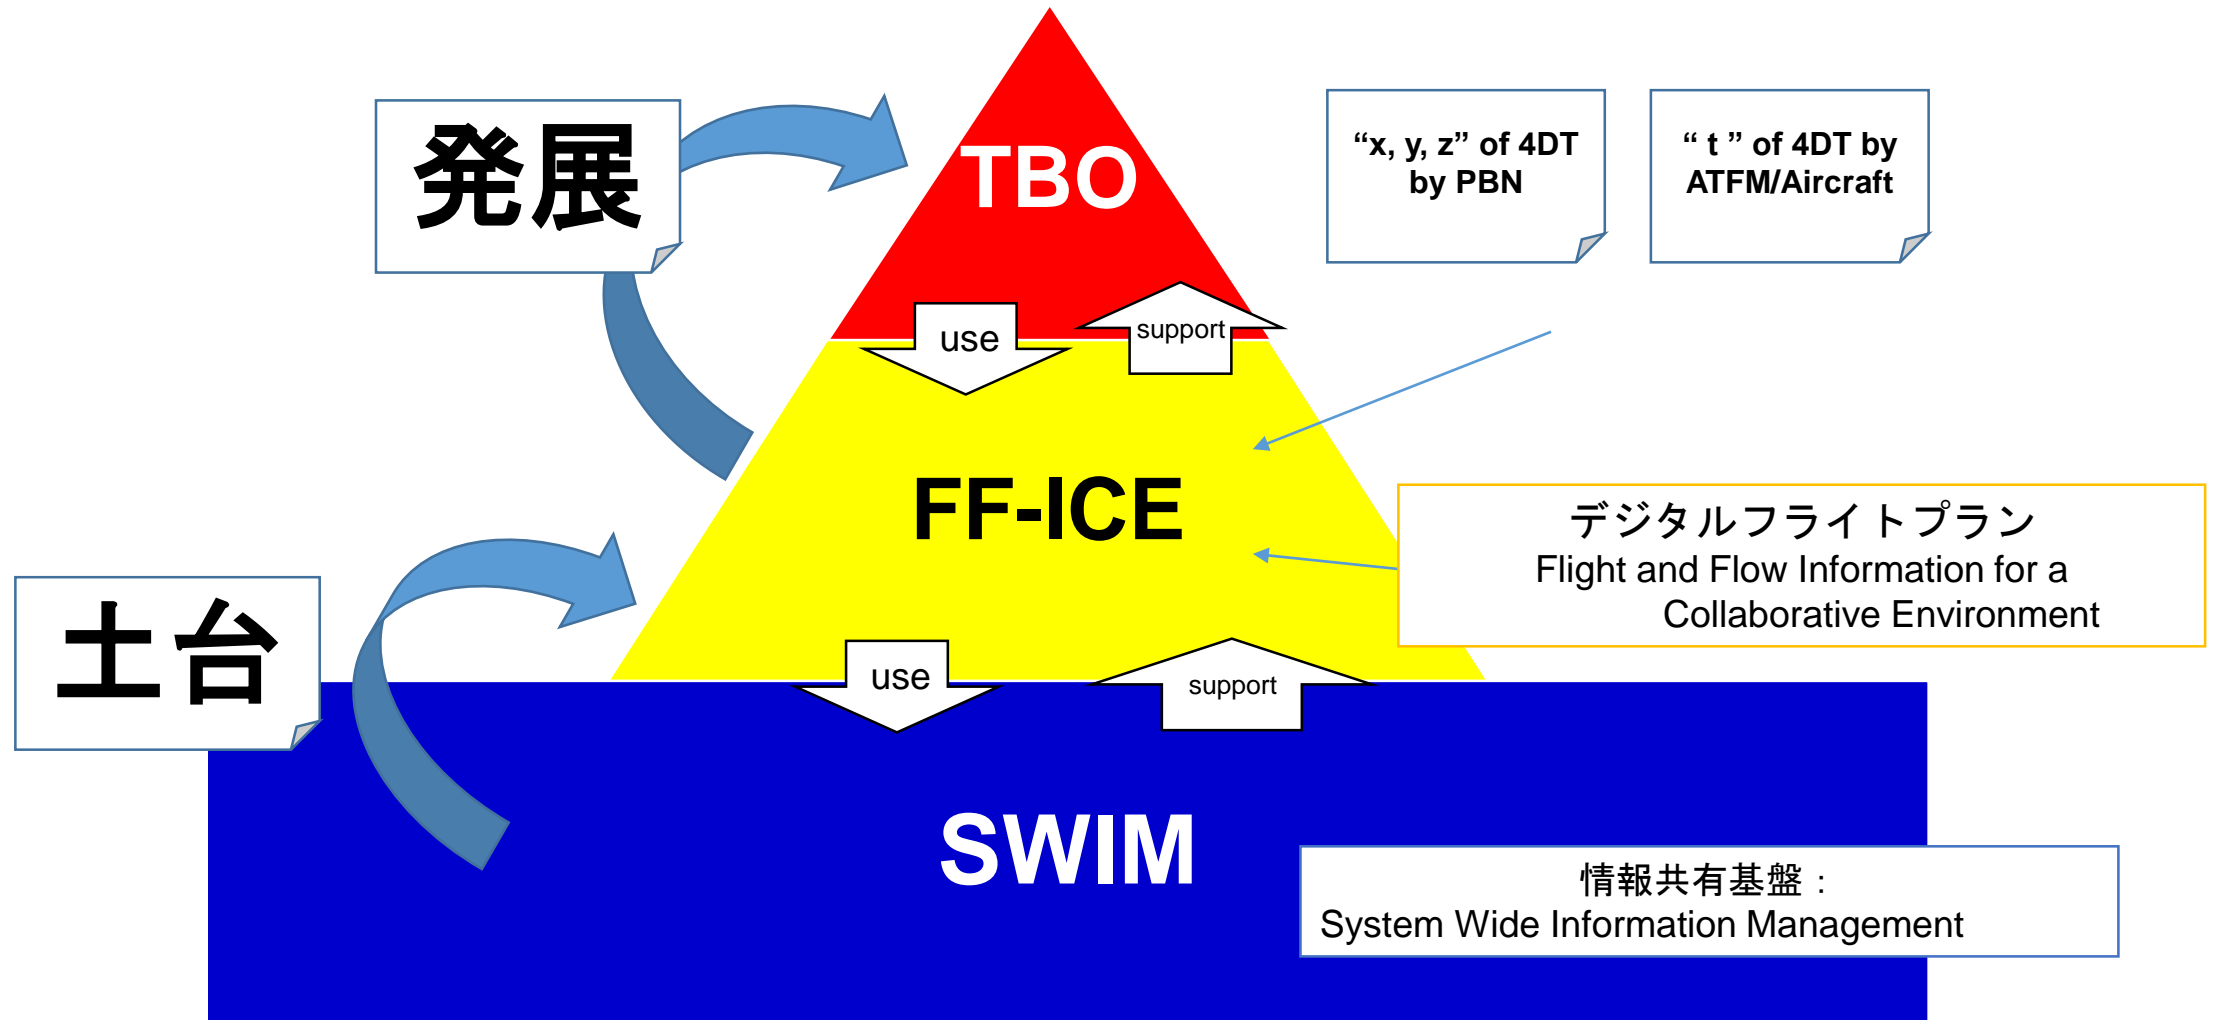 発展
TBO
“x, y, z” of 4DT
by PBN
“ t ” of 4DT by
ATFM/Aircraft
use
support
FF-ICE
デジタルフライトプラン
Flight and Flow Information for a
Collaborative Environment
土台
use
support
SWIM
情報共有基盤：
System Wide Information Management